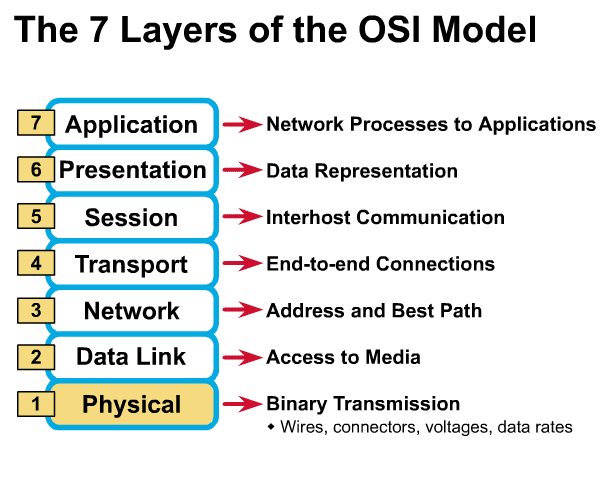 The 7 Layers of the OSI Model
7 Application Network Processes to Applications
6 Presentation Data Representation
5 Session Interhost Communication
4 Transport End-to-end Connections
3 Network Address and Best Path
2 Data Link Access to Media
1 Physical Binary Transmission
◆ Wires, connectors, voltages, data rates